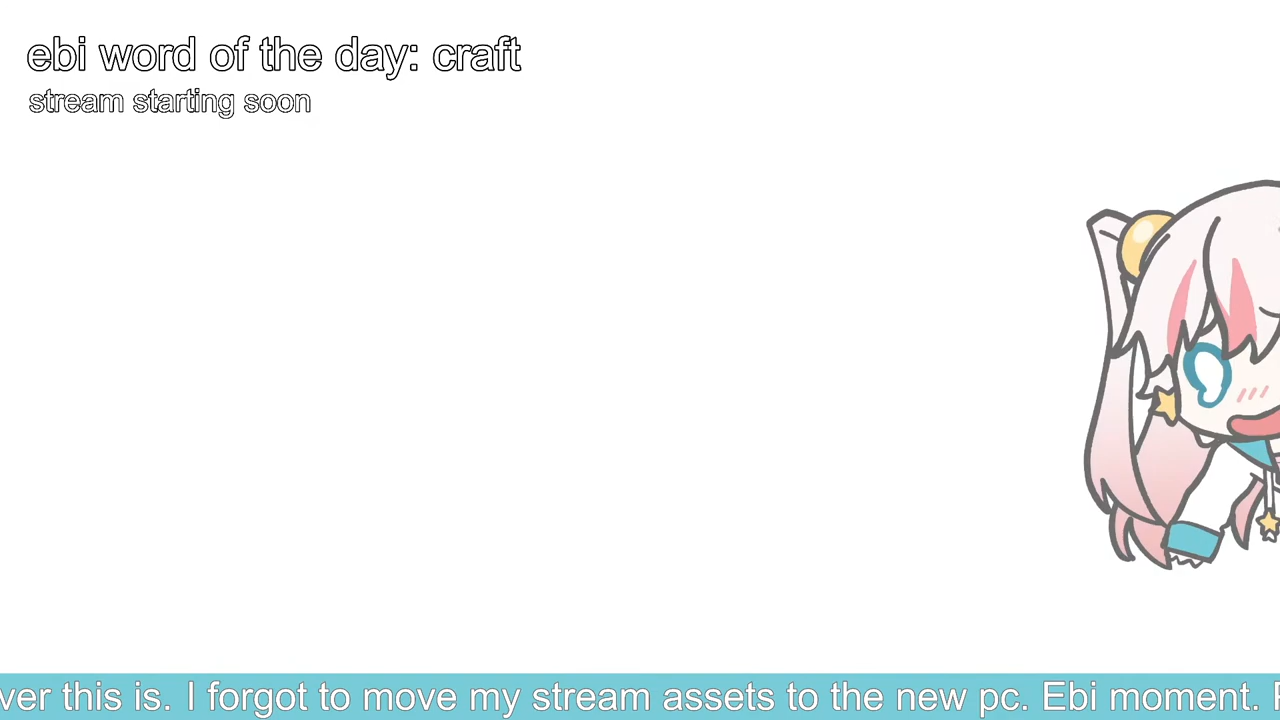 ebi word of the day: craft
stream starting soon
ver this is. I forgot to move my stream assets to the new pc. Ebi moment.